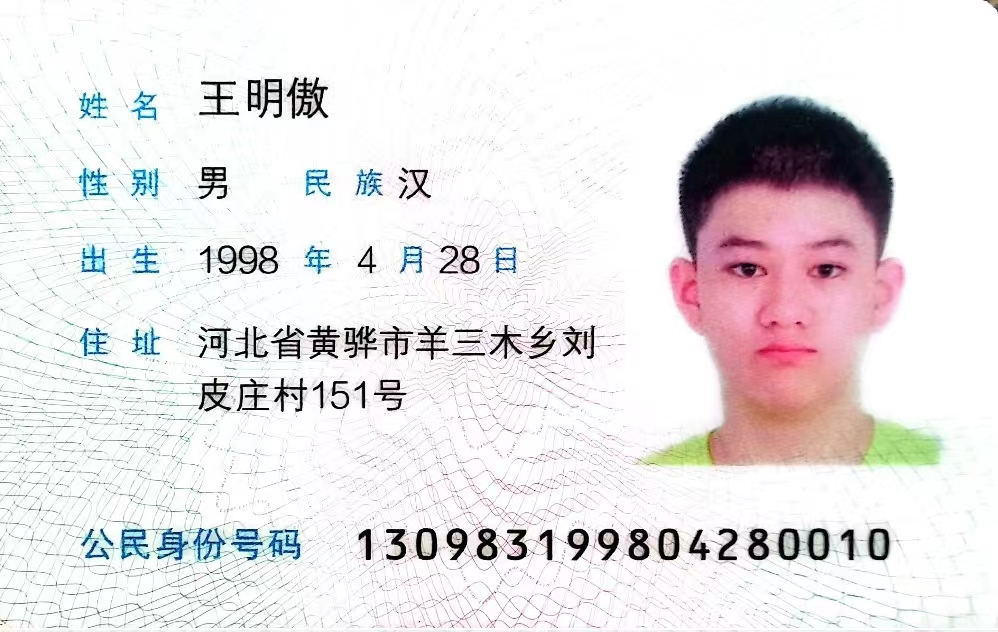 姓名 王明傲
性别 男 民族 汉
出生 1998 年 4 月 28 日
住址 河北省黄骅市羊三木乡刘
皮庄村151号
公民身份号码 130983199804280010